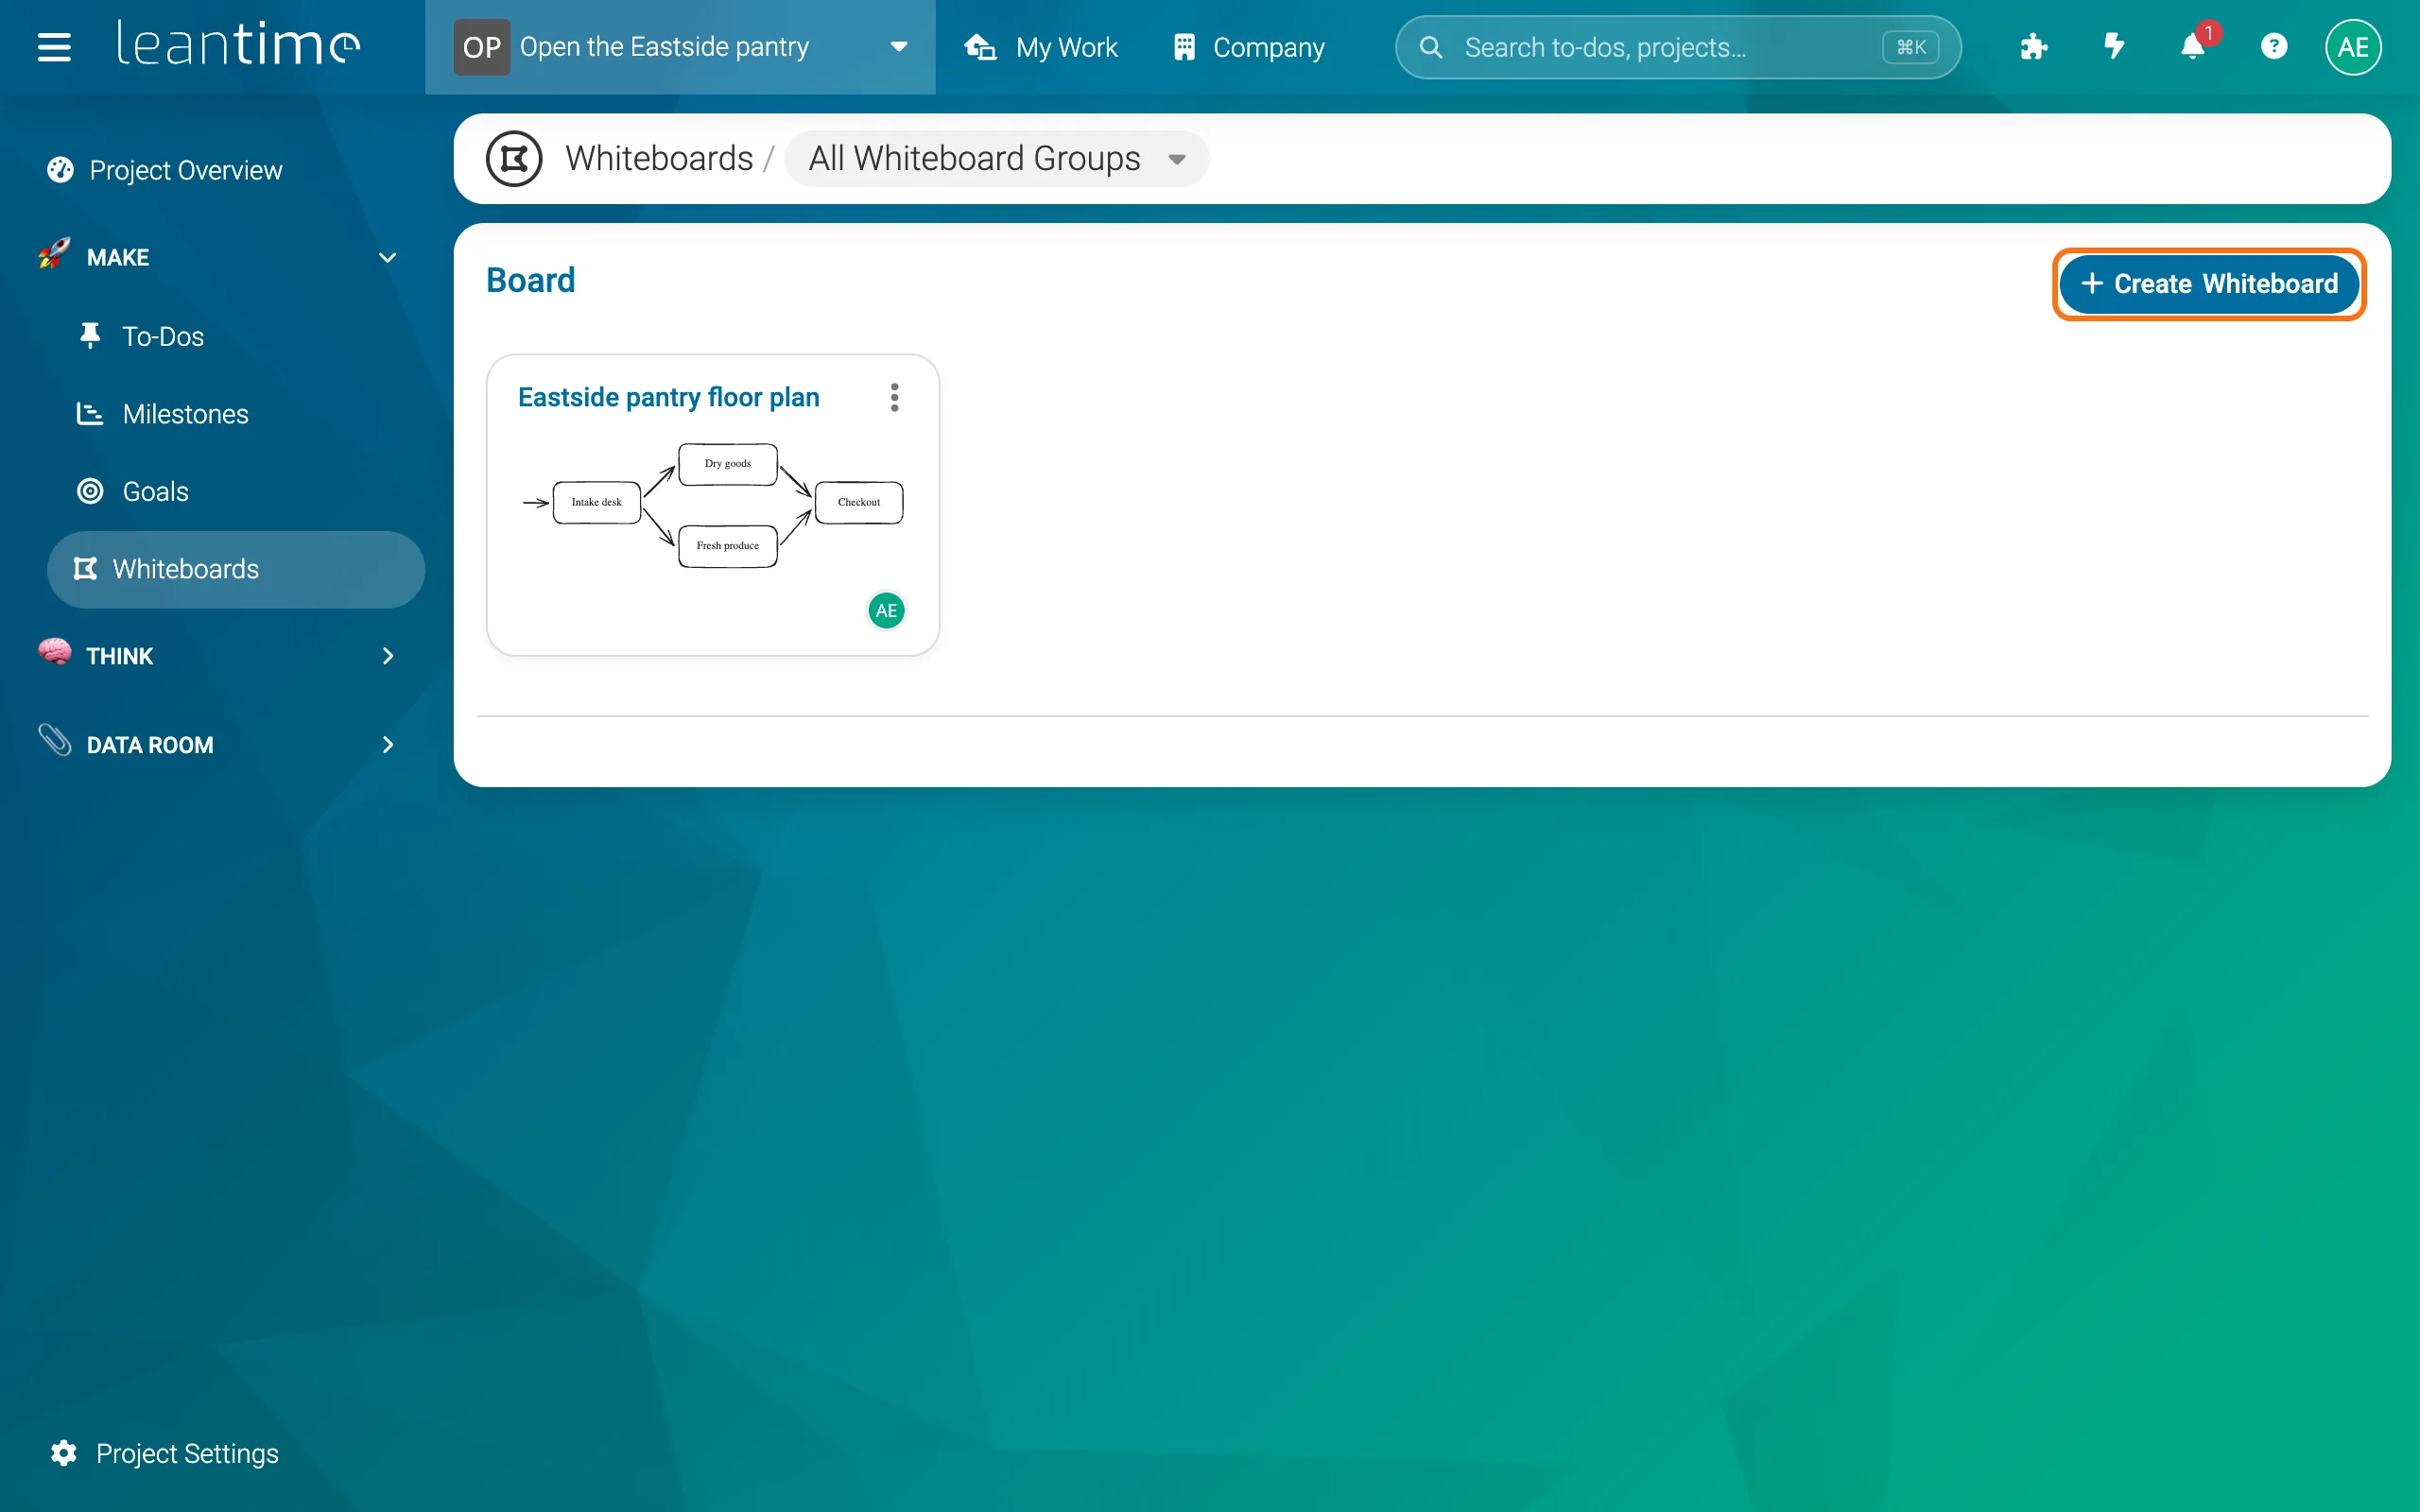 leantime
OP Open the Eastside pantry
My Work
Company
Search to-dos, projects...
⌘K
1
?
AE
Project Overview
MAKE
To-Dos
Milestones
Goals
Whiteboards
THINK
DATA ROOM
Project Settings
Whiteboards / All Whiteboard Groups
Board
+ Create Whiteboard
Eastside pantry floor plan
Dry goods
Intake desk
Checkout
Fresh produce
AE